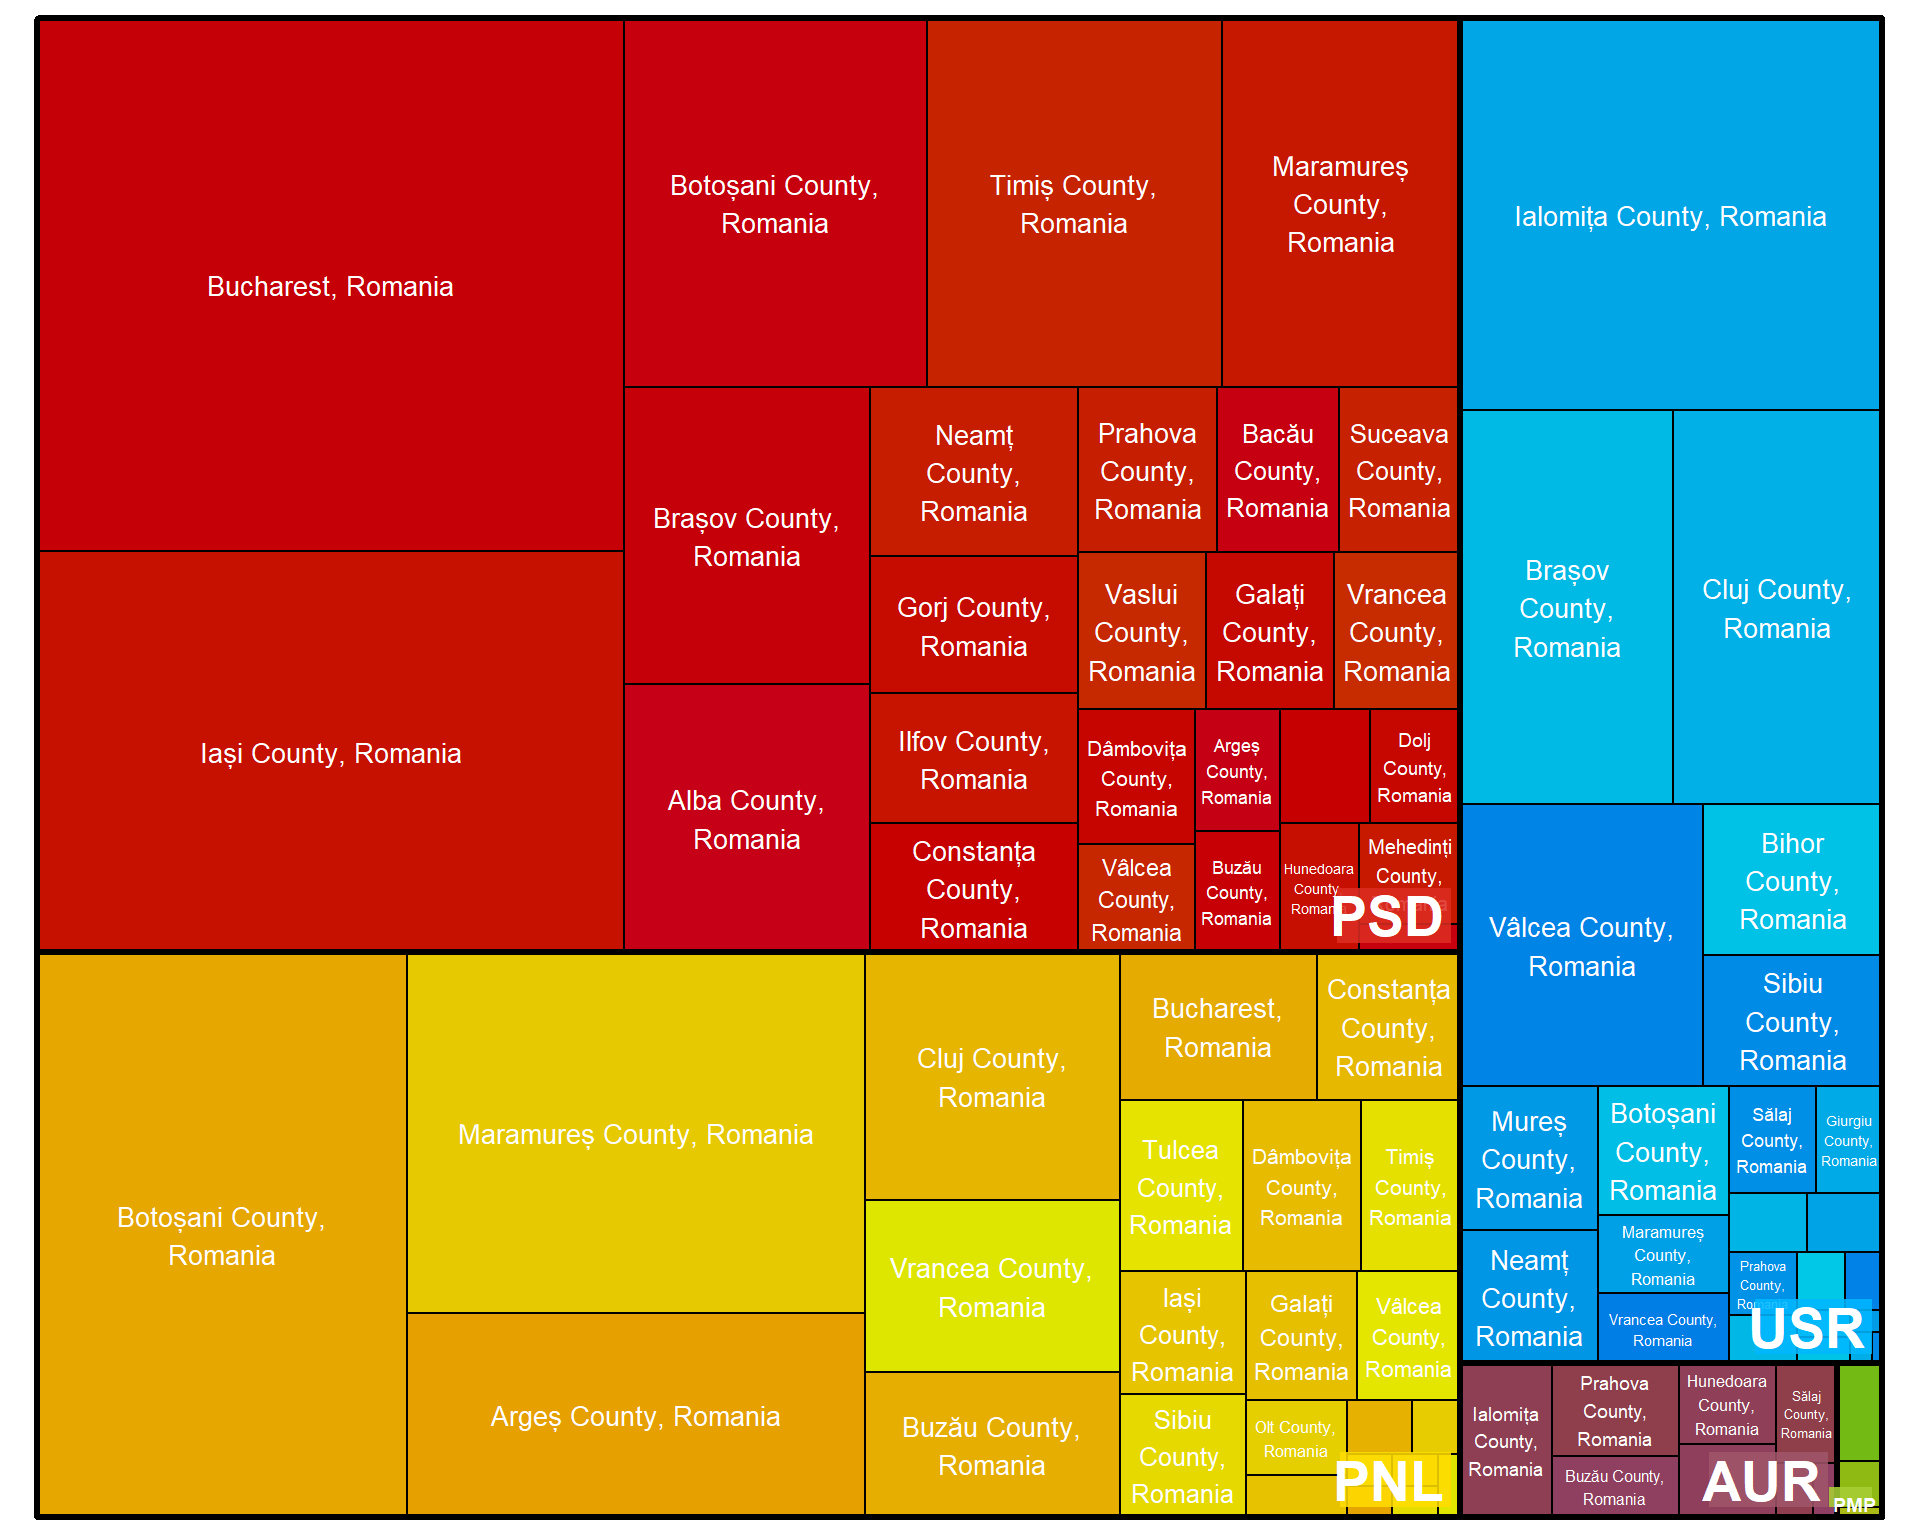 Bucharest, Romania
Iași County, Romania
Botoșani County,
Romania
Timiș County,
Romania
Maramureș
County,
Romania
Brașov County,
Romania
Alba County,
Romania
Neamț
County,
Romania
Gorj County,
Romania
Ilfov County,
Romania
Constanța
County,
Romania
Prahova
County,
Romania
Bacău
County,
Romania
Suceava
County,
Romania
Vaslui
County,
Romania
Galați
County,
Romania
Vrancea
County,
Romania
Dâmbovița
County,
Romania
Vâlcea
County,
Romania
Argeș
County,
Romania
Buzău
County,
Romania
Dolj
County,
Romania
Hunedoara
County,
Romania
Mehedinți
County,
Romania
PSD
Botoșani County,
Romania
Maramureș County, Romania
Argeș County, Romania
Cluj County,
Romania
Vrancea County,
Romania
Buzău County,
Romania
Bucharest,
Romania
Constanța
County,
Romania
Tulcea
County,
Romania
Dâmbovița
County,
Romania
Timiș
County,
Romania
Iași
County,
Romania
Galați
County,
Romania
Vâlcea
County,
Romania
Sibiu
County,
Romania
Olt County,
Romania
PNL
Ialomița County, Romania
Brașov
County,
Romania
Cluj County,
Romania
Vâlcea County,
Romania
Bihor
County,
Romania
Sibiu
County,
Romania
Mureș
County,
Romania
Neamț
County,
Romania
Botoșani
County,
Romania
Maramureș
County,
Romania
Vrancea County,
Romania
Sălaj
County,
Romania
Giurgiu
County,
Romania
Prahova
County,
Romania
USR
Ialomița
County,
Romania
Prahova
County,
Romania
Buzău County,
Romania
Hunedoara
County,
Romania
Sălaj
County,
Romania
AUR
PMP